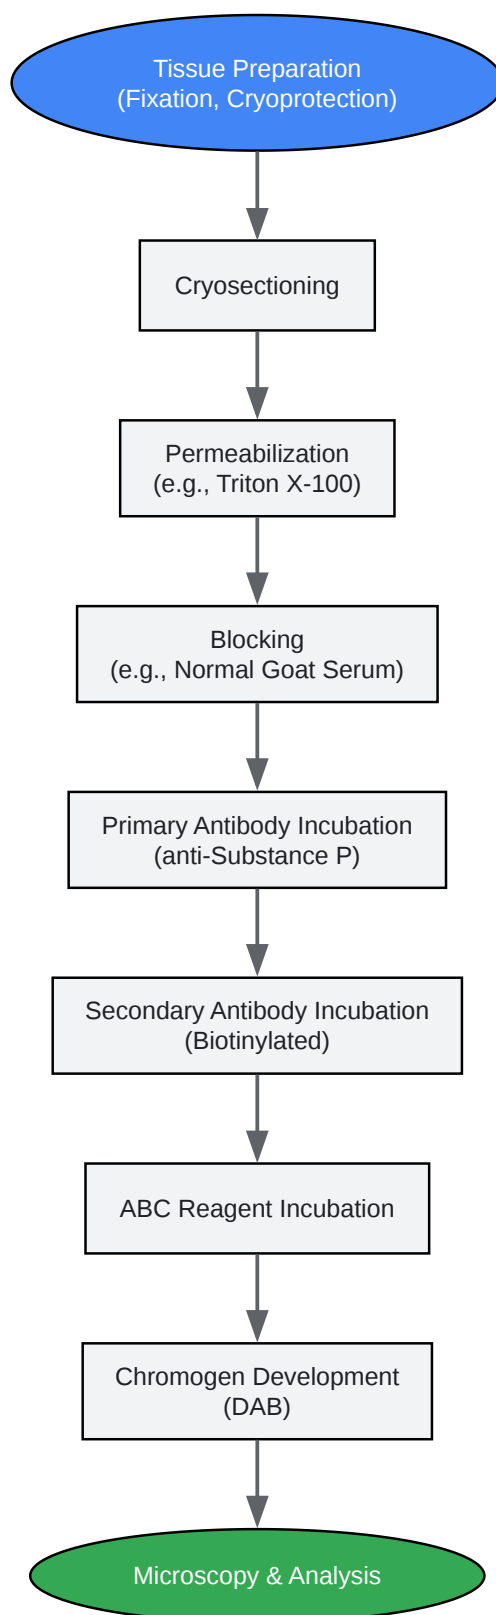 Tissue Preparation
(Fixation, Cryoprotection)
Cryosectioning
Permeabilization
(e.g., Triton X-100)
Blocking
(e.g., Normal Goat Serum)
Primary Antibody Incubation
(anti-Substance P)
Secondary Antibody Incubation
(Biotinylated)
ABC Reagent Incubation
Chromogen Development
(DAB)
Microscopy & Analysis